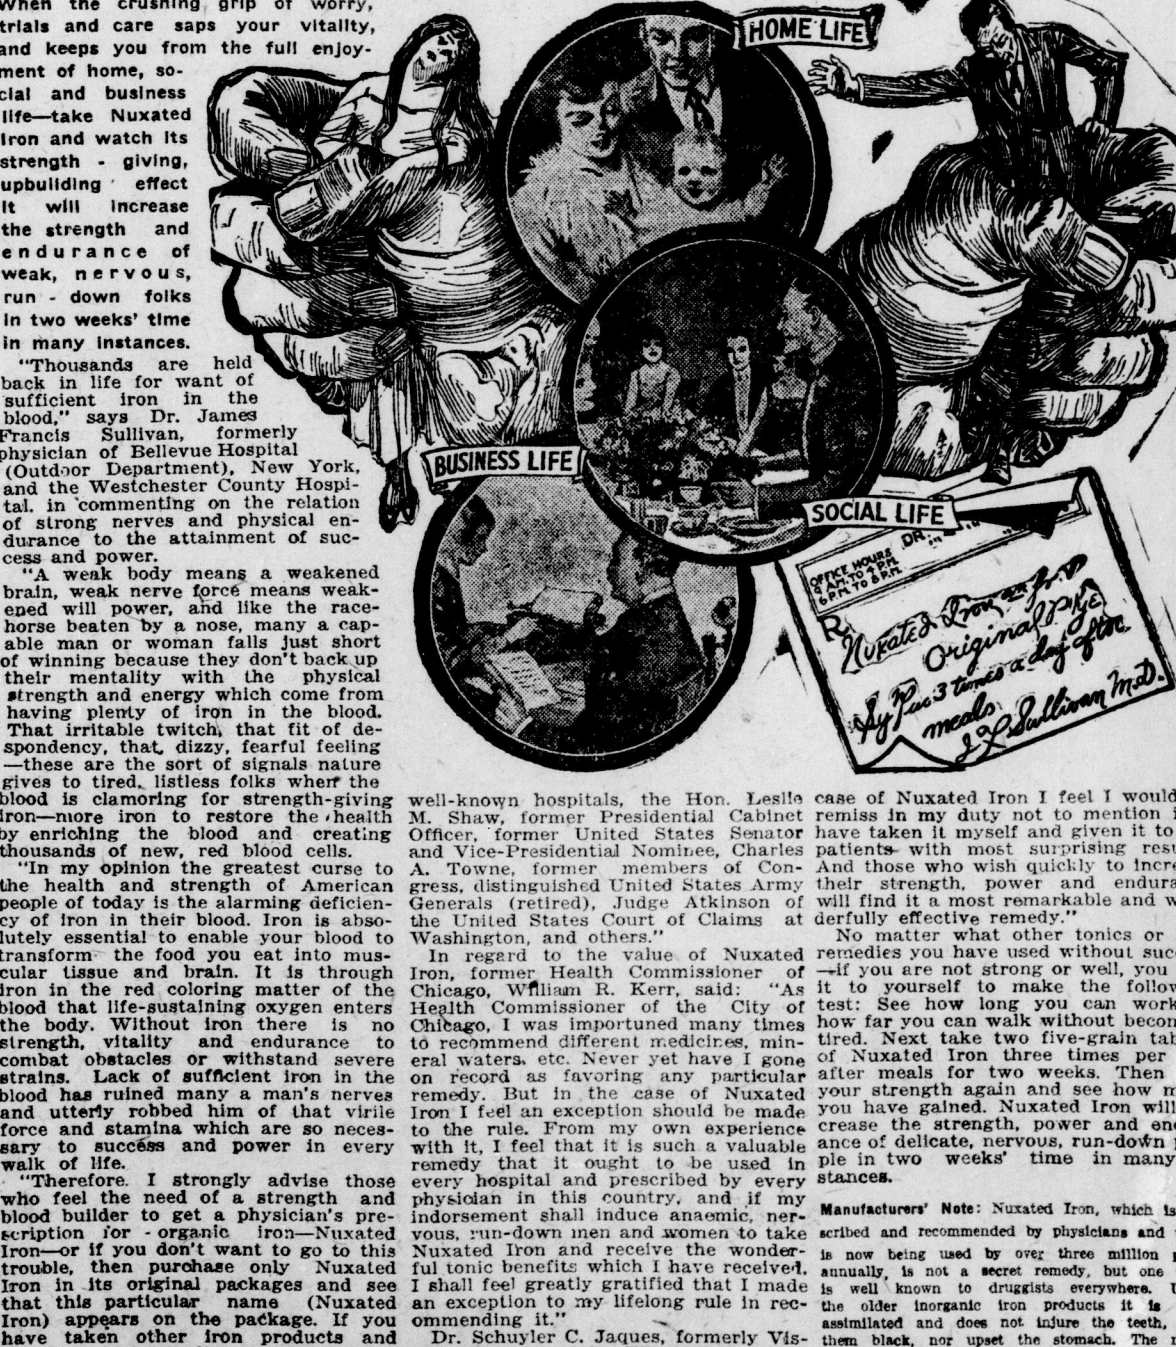 When the crushing grip of worry,
trials and care saps your vitality,
and keeps you from the full enjoy-
ment of home, so-
cial and business
life—take Nuxated
Iron and watch its
strength - giving,
upbuilding effect
It will increase
the strength and
endurance of
weak, nervous,
run - down folks
in two weeks' time
in many instances.
"Thousands are held
back in life for want of
sufficient iron in the
blood," says Dr. James
Francis Sullivan, formerly
physician of Bellevue Hospital
(Outdoor Department), New York,
and the Westchester County Hospi-
tal. in commenting on the relation
of strong nerves and physical en-
durance to the attainment of suc-
cess and power.
"A weak body means a weakened
brain, weak nerve force means weak-
ened will power, and like the race-
horse beaten by a nose, many a cap-
able man or woman falls just short
of winning because they don't back up
their mentality with the physical
strength and energy which come from
having plenty of iron in the blood.
That irritable twitch, that fit of de-
spondency, that dizzy, fearful feeling
—these are the sort of signals nature
gives to tired, listless folks when the
blood is clamoring for strength-giving
iron—more iron to restore the health
by enriching the blood and creating
thousands of new, red blood cells.
"In my opinion the greatest curse to
the health and strength of American
people of today is the alarming deficien-
cy of iron in their blood. Iron is abso-
lutely essential to enable your blood to
transform the food you eat into mus-
cular tissue and brain. It is through
iron in the red coloring matter of the
blood that life-sustaining oxygen enters
the body. Without iron there is no
strength, vitality and endurance to
combat obstacles or withstand severe
strains. Lack of sufficient iron in the
blood has ruined many a man's nerves
and utterly robbed him of that virile
force and stamina which are so neces-
sary to success and power in every
walk of life.
"Therefore. I strongly advise those
who feel the need of a strength and
blood builder to get a physician's pre-
scription for - organic iron—Nuxated
Iron—or if you don't want to go to this
trouble, then purchase only Nuxated
Iron in its original packages and see
that this particular name (Nuxated
Iron) appears on the package. If you
have taken other iron products and
HOME LIFE
BUSINESS LIFE
SOCIAL LIFE
DR.
OFFICE HOURS
9 A.M. TO 4 P.M.
6 P.M. TO 8 P.M.
R
Nuxated Iron
Original Pkge
3 times a day after
meals
J F Sullivan M.D.
well-known hospitals, the Hon. Leslie
M. Shaw, former Presidential Cabinet
Officer, former United States Senator
and Vice-Presidential Nominee, Charles
A. Towne, former members of Con-
gress, distinguished United States Army
Generals (retired), Judge Atkinson of
the United States Court of Claims at
Washington, and others."
In regard to the value of Nuxated
Iron, former Health Commissioner of
Chicago, William R. Kerr, said: "As
Health Commissioner of the City of
Chicago, I was importuned many times
to recommend different medicines, min-
eral waters, etc. Never yet have I gone
on record as favoring any particular
remedy. But in the case of Nuxated
Iron I feel an exception should be made
to the rule. From my own experience
with it, I feel that it is such a valuable
remedy that it ought to be used in
every hospital and prescribed by every
physician in this country, and if my
indorsement shall induce anaemic, ner-
vous, run-down men and women to take
Nuxated Iron and receive the wonder-
ful tonic benefits which I have received,
I shall feel greatly gratified that I made
an exception to my lifelong rule in rec-
ommending it."
Dr. Schuyler C. Jaques, formerly Vis-
case of Nuxated Iron I feel I would
remiss in my duty not to mention
have taken it myself and given it to
patients with most surprising
And those who wish quickly to
their strength, power and
will find it a most remarkable and
derfully effective remedy."
No matter what other tonics or
remedies you have used without
—if you are not strong or well, you
it to yourself to make the
test: See how long you can work
how far you can walk without
tired. Next take two five-grain
of Nuxated Iron three times per
after meals for two weeks. Then
your strength again and see how
you have gained. Nuxated Iron will
crease the strength, power and
ance of delicate, nervous, run-down
ple in two weeks' time in many
stances.
Manufacturers' Note: Nuxated Iron, which is
scribed and recommended by physicians and
is now being used by over three million
annually, is not a secret remedy, but one
is well known to druggists everywhere.
the older inorganic iron products it is
assimilated and does not injure the teeth,
them black, nor upset the stomach. The